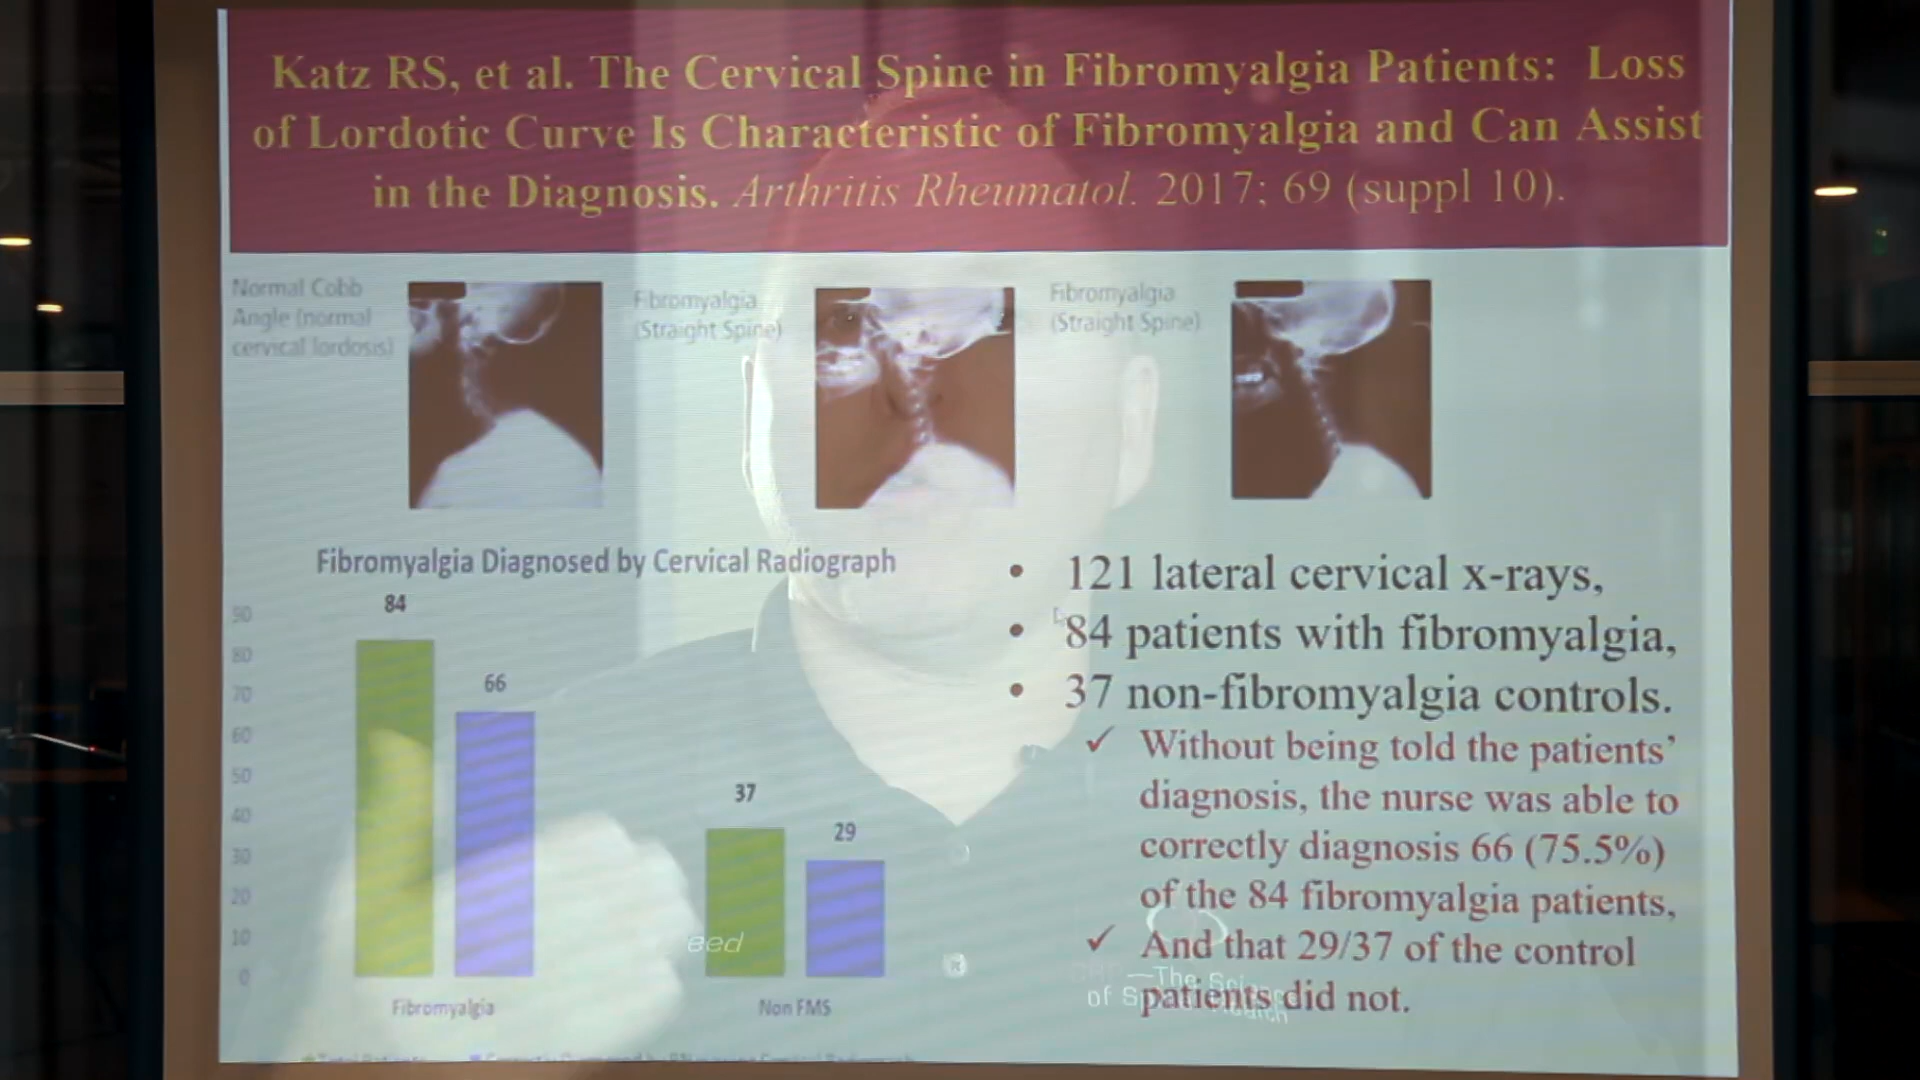 Katz RS, et al. The Cervical Spine in Fibromyalgia Patients: Loss
of Lordotic Curve Is Characteristic of Fibromyalgia and Can Assist
in the Diagnosis. Arthritis Rheumatol. 2017; 69 (suppl 10).
Normal Cobb
Angle (normal
cervical lordosis)
Fibromyalgia
(Straight Spine)
Fibromyalgia
(Straight Spine)
Fibromyalgia Diagnosed by Cervical Radiograph
90
80
70
60
50
40
30
20
10
0
84
66
37
29
Fibromyalgia
Non FMS
• 121 lateral cervical x-rays,
• 84 patients with fibromyalgia,
• 37 non-fibromyalgia controls.
✓ Without being told the patients’
diagnosis, the nurse was able to
correctly diagnosis 66 (75.5%)
of the 84 fibromyalgia patients,
✓ And that 29/37 of the control
patients did not.
eed
—The
of